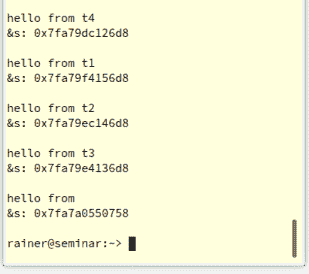 hello from t4
&s: 0x7fa79dc126d8
hello from t1
&s: 0x7fa79f4156d8
hello from t2
&s: 0x7fa79ec146d8
hello from t3
&s: 0x7fa79e4136d8
hello from
&s: 0x7fa7a0550758
rainer@seminar:~>